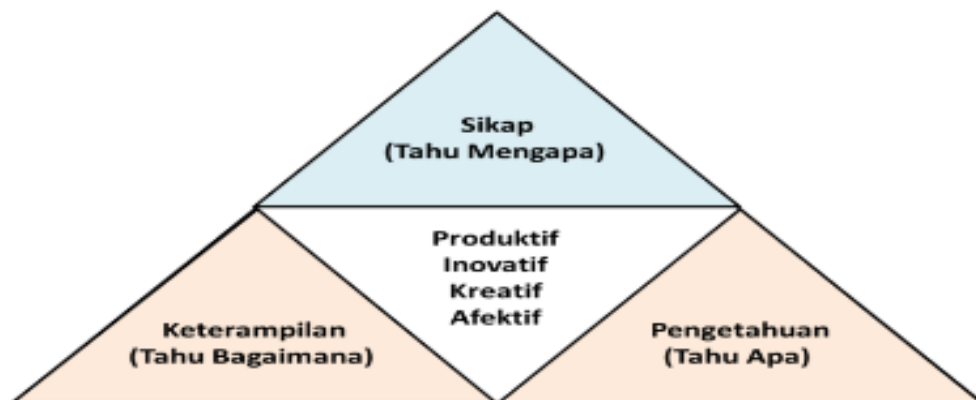 Sikap
(Tahu Mengapa)
Produktif
Inovatif
Kreatif
Afektif
Keterampilan
(Tahu Bagaimana)
Pengetahuan
(Tahu Apa)